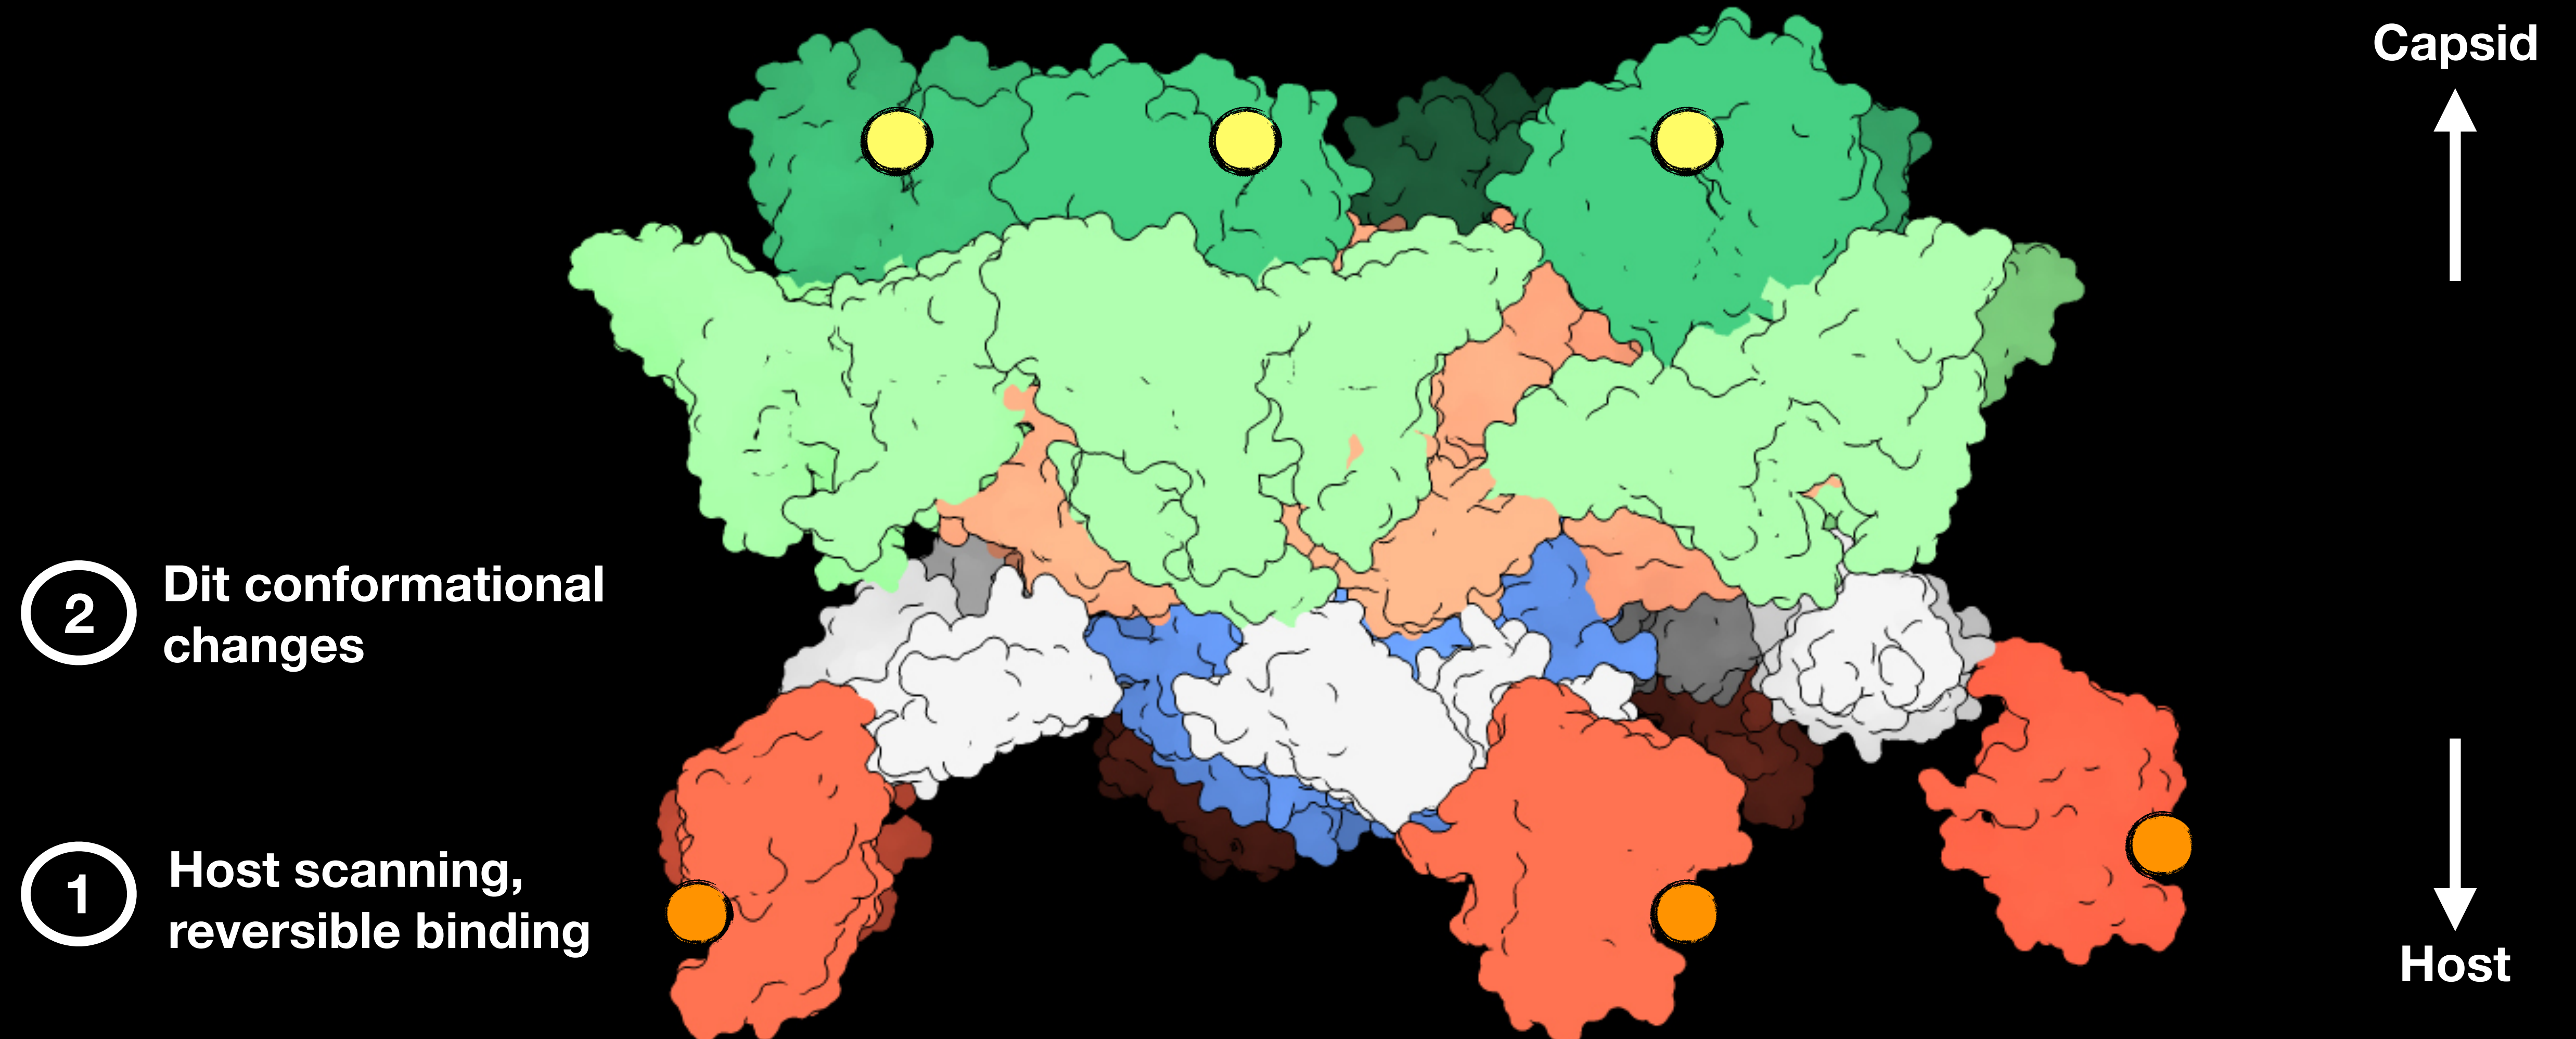 Capsid
2
Dit conformational
changes
1
Host scanning,
reversible binding
Host